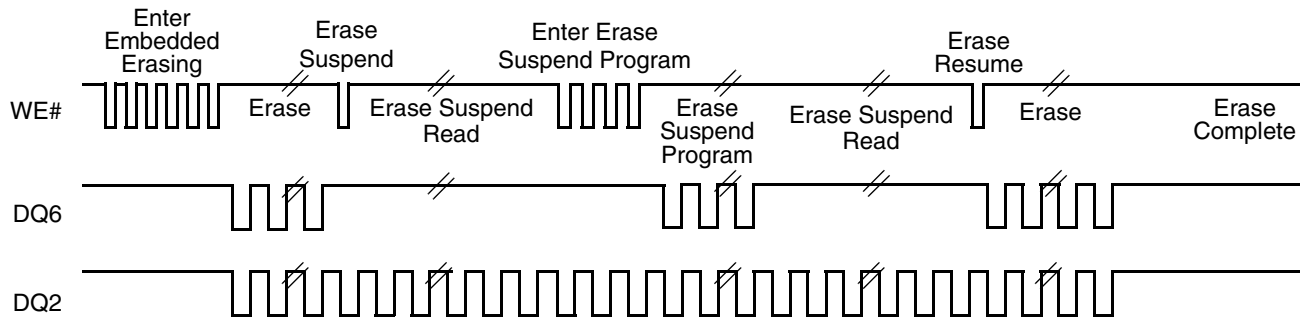 Enter
Embedded
Erasing
Erase
Suspend
Enter Erase
Suspend Program
Erase
Resume
WE#
Erase
Erase Suspend
Read
Erase
Suspend
Program
Erase Suspend
Read
Erase
Erase
Complete
DQ6
DQ2